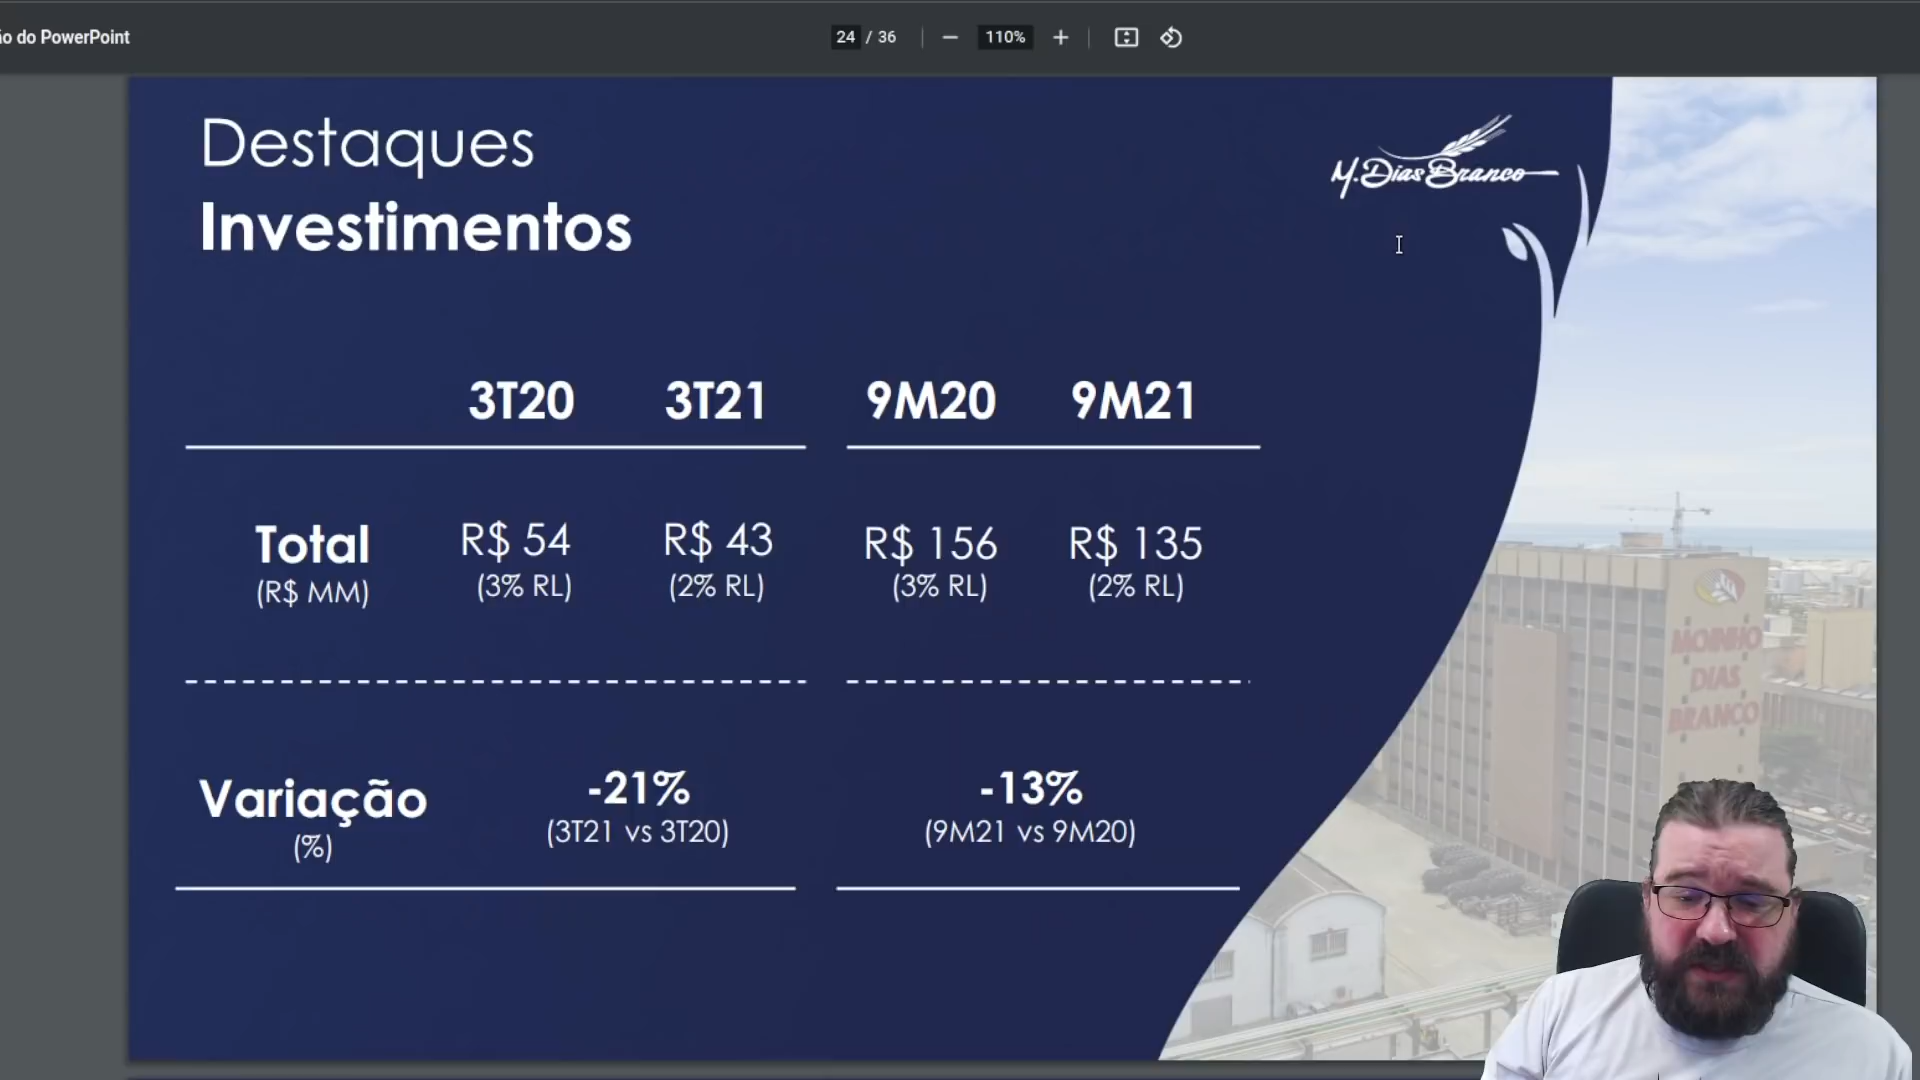 ão do PowerPoint
24 / 36
110%
Destaques
Investimentos
M. Dias Branco
3T20 3T21 9M20 9M21
Total R$ 54 R$ 43 R$ 156 R$ 135
(R$ MM) (3% RL) (2% RL) (3% RL) (2% RL)
Variação -21% -13%
(%) (3T21 vs 3T20) (9M21 vs 9M20)
MOINHO
DIAS
BRANCO